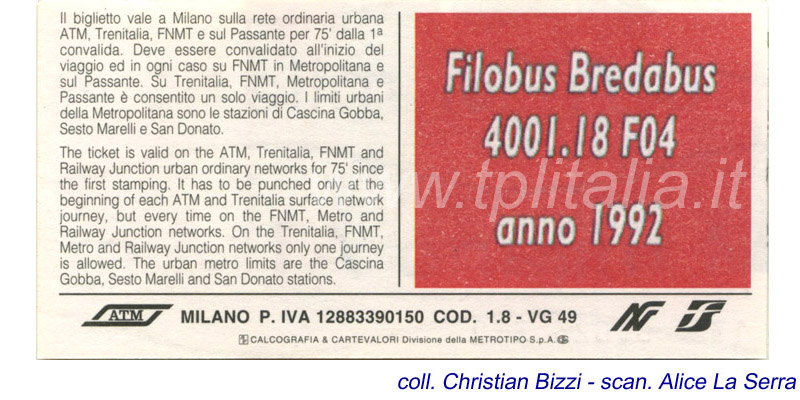 Il biglietto vale a Milano sulla rete ordinaria urbana
ATM, Trenitalia, FNMT e sul Passante per 75' dalla 1ª
convalida. Deve essere convalidato all'inizio del
viaggio ed in ogni caso su FNMT in Metropolitana e
sul Passante. Su Trenitalia, FNMT, Metropolitana e
Passante è consentito un solo viaggio. I limiti urbani
della Metropolitana sono le stazioni di Cascina Gobba,
Sesto Marelli e San Donato.
The ticket is valid on the ATM, Trenitalia, FNMT and
Railway Junction urban ordinary networks for 75' since
the first stamping. It has to be punched only at the
beginning of each ATM and Trenitalia surface network
journey, but every time on the FNMT, Metro and
Railway Junction networks. On the Trenitalia, FNMT,
Metro and Railway Junction networks only one journey
is allowed. The urban metro limits are the Cascina
Gobba, Sesto Marelli and San Donato stations.
Filobus Bredabus
4001.18 F04
anno 1992
www.tplitalia.it
ATM MILANO P. IVA 12883390150 COD. 1.8 - VG 49
CALCOGRAFIA & CARTEVALORI Divisione della METROTIPO S.p.A.
coll. Christian Bizzi - scan. Alice La Serra